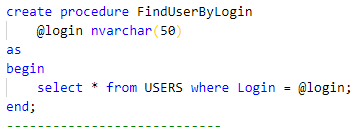 create procedure FindUserByLogin
    @login nvarchar(50)
as
begin
    select * from USERS where Login = @login;
end;
----------------------------